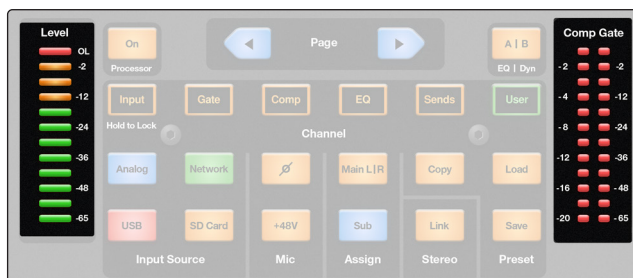 Level
OL
-2
-12
-24
-36
-48
-65
On
Processor
Page
A | B
EQ | Dyn
Input
Gate
Comp
EQ
Sends
User
Hold to Lock
Channel
Analog
Network
Ø
Main L|R
Copy
Load
USB
SD Card
+48V
Sub
Link
Save
Input Source
Mic
Assign
Stereo
Preset
Comp Gate
-2 -2
-4 -12
-8 -24
-12 -36
-16 -48
-20 -65